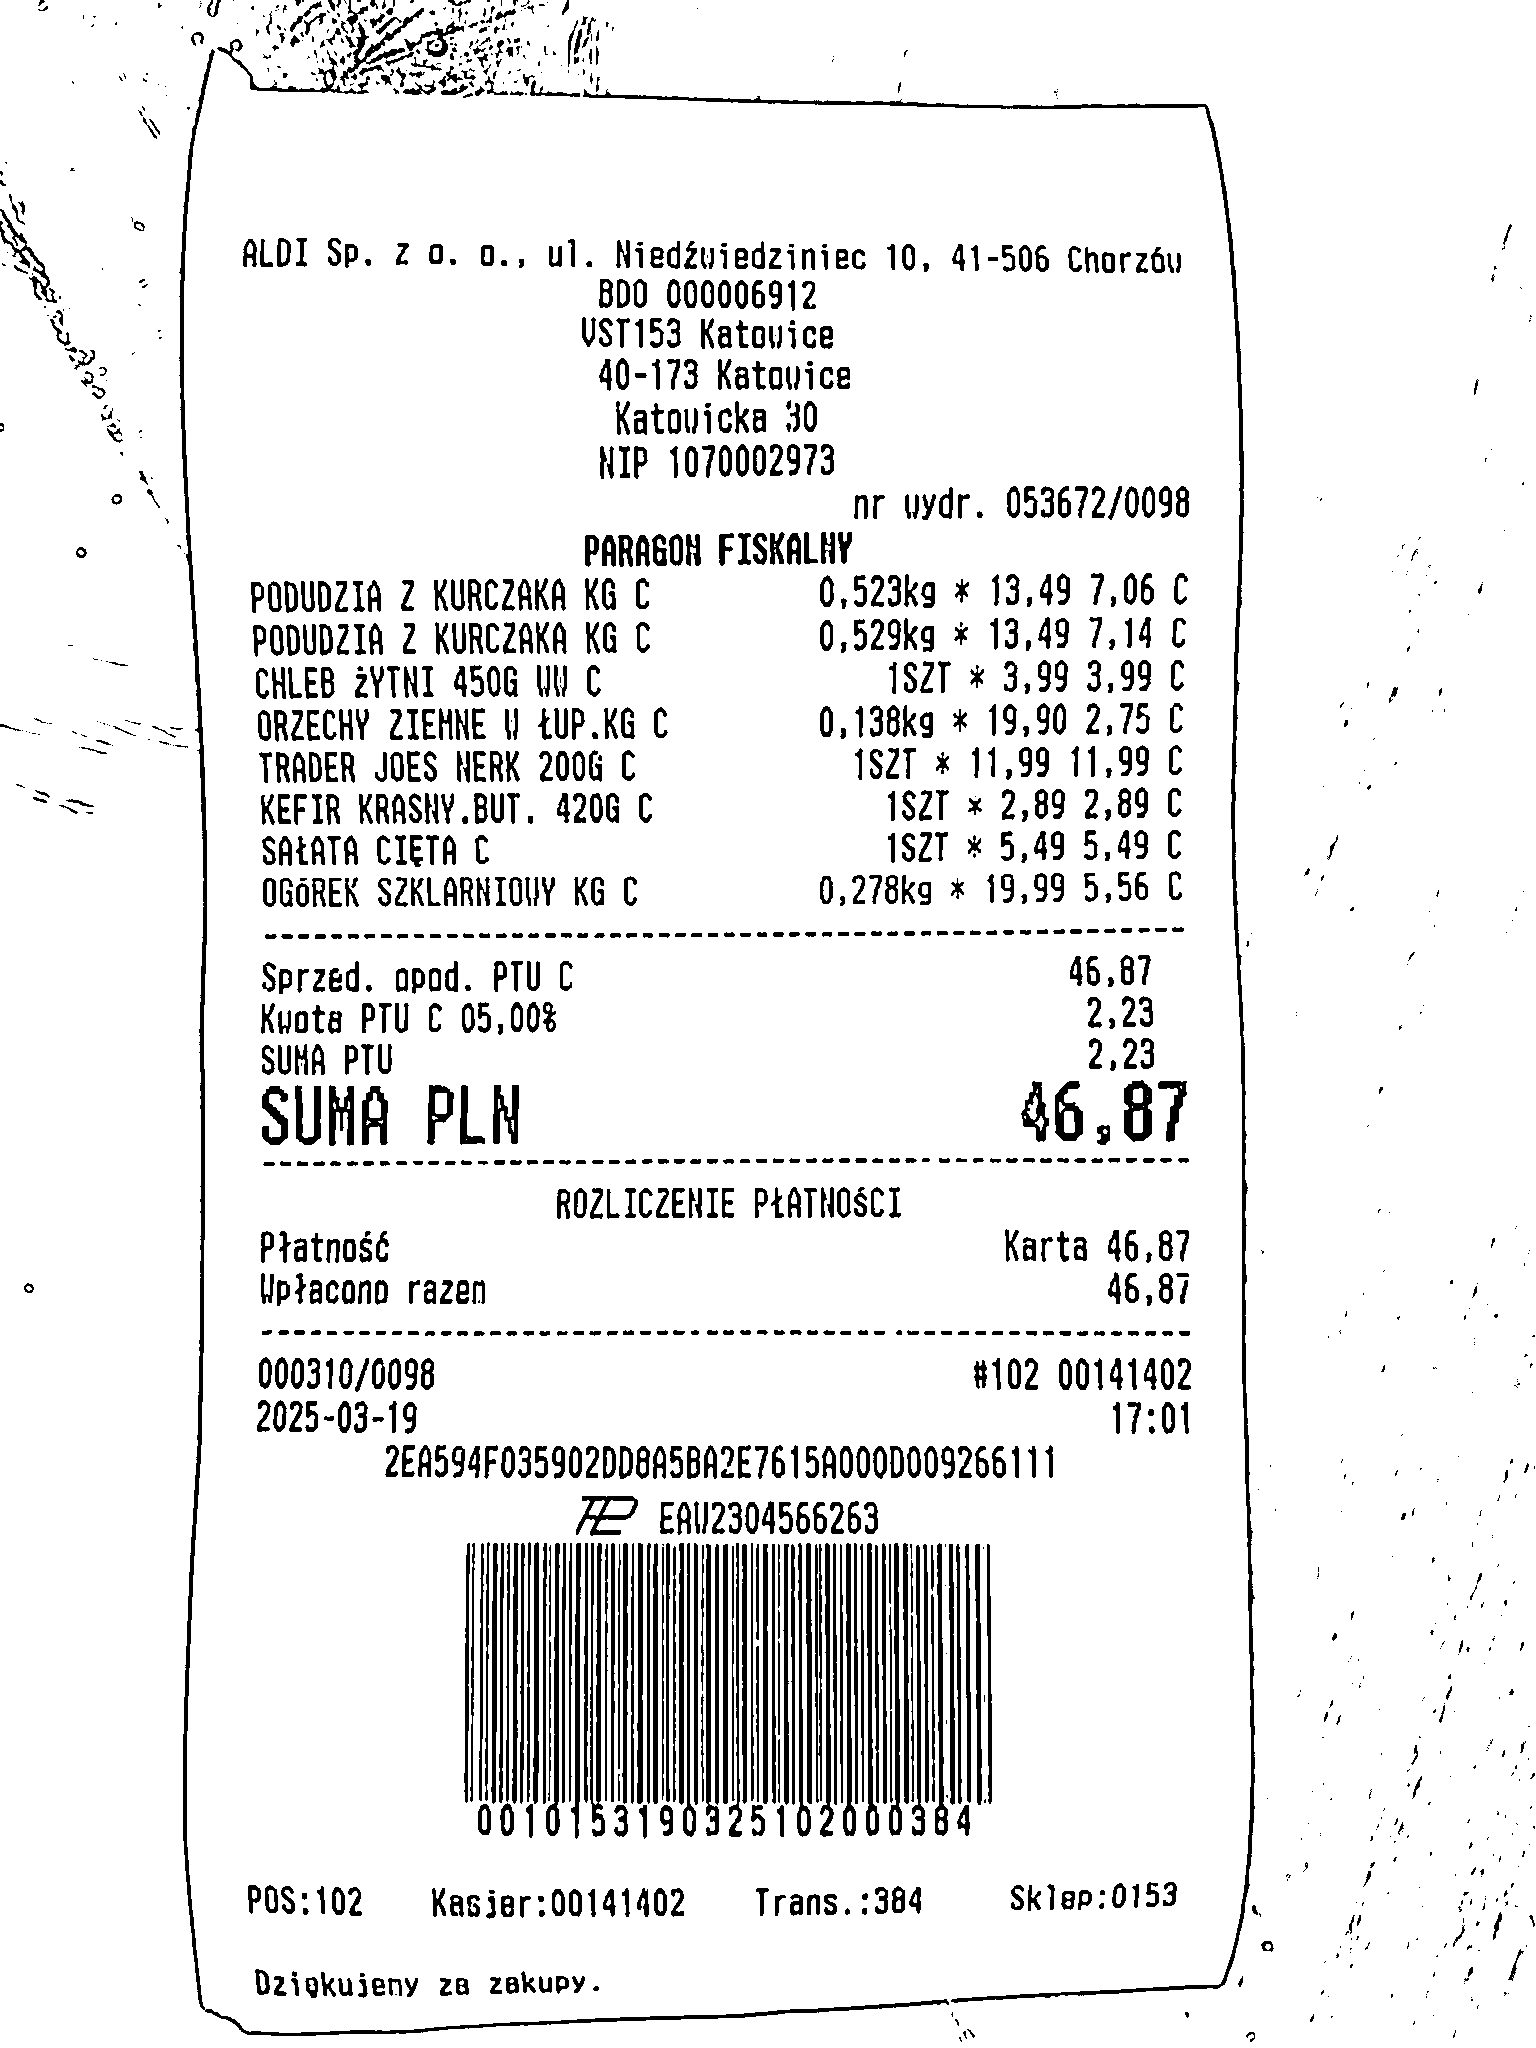 ALDI Sp. z o. o., ul. Niedźwiedziniec 10, 41-506 Chorzów
BDO 000006912
VST153 Katowice
40-173 Katowice
Katowicka 30
NIP 1070002973
nr wydr. 053672/0098
PARAGON FISKALNY
PODUDZIA Z KURCZAKA KG C 0,523kg * 13,49 7,06 C
PODUDZIA Z KURCZAKA KG C 0,529kg * 13,49 7,14 C
CHLEB ŻYTNI 450G WW C 1SZT * 3,99 3,99 C
ORZECHY ZIEMNE W ŁUP.KG C 0,138kg * 19,90 2,75 C
TRADER JOES NERK 200G C 1SZT * 11,99 11,99 C
KEFIR KRASNY.BUT. 420G C 1SZT * 2,89 2,89 C
SAŁATA CIĘTA C 1SZT * 5,49 5,49 C
OGÓREK SZKLARNIOWY KG C 0,278kg * 19,99 5,56 C
Sprzed. opod. PTU C 46,87
Kwota PTU C 05,00% 2,23
SUMA PTU 2,23
SUMA PLN 46,87
ROZLICZENIE PŁATNOŚCI
Płatność Karta 46,87
Wpłacono razem 46,87
000310/0098 #102 00141402
2025-03-19 17:01
2EA594F035902DD8A5BA2E7615A000D009266111
EAW2304566263
00101531903251020000384
POS:102 Kasjer:00141402 Trans.:384 Sklep:0153
Dziękujemy za zakupy.